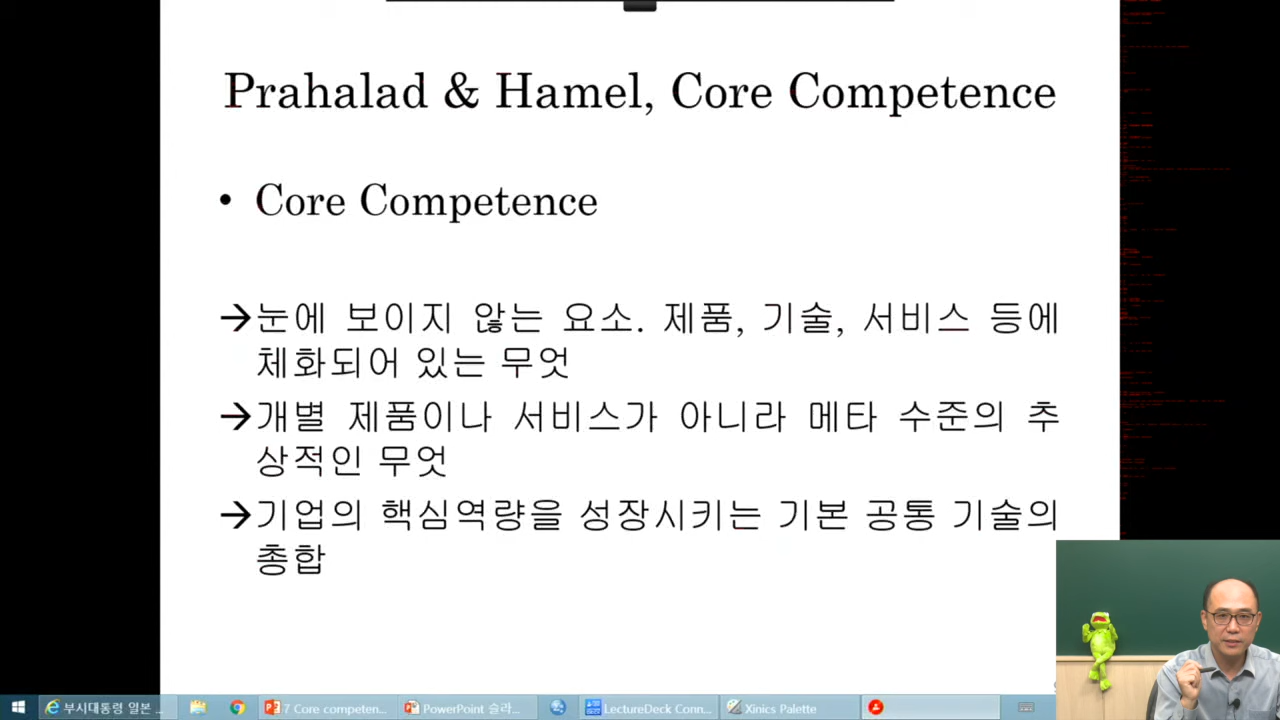 Prahalad & Hamel, Core Competence
• Core Competence
→눈에 보이지 않는 요소. 제품, 기술, 서비스 등에
체화되어 있는 무엇
→개별 제품이나 서비스가 아니라 메타 수준의 추
상적인 무엇
→기업의 핵심역량을 성장시키는 기본 공통 기술의
총합
부시대통령 일본 ... 7 Core competen... PowerPoint 슬라... LectureDeck Conn... Xinics Palette